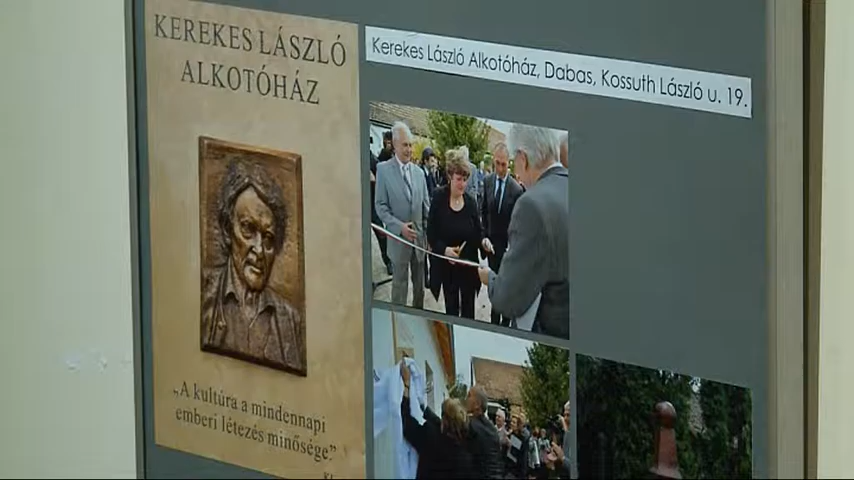 KEREKES LÁSZLÓ
ALKOTÓHÁZ
Kerekes László Alkotóház, Dabas, Kossuth László u. 19.
„A kultúra a mindennapi
emberi létezés minősége.”